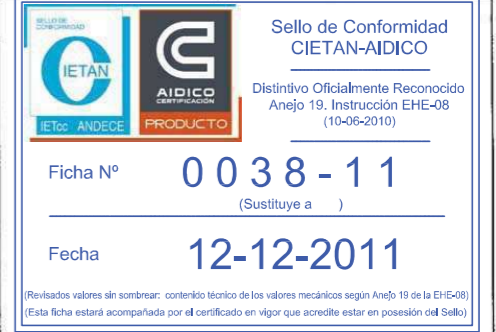 SELLO DE
CONFORMIDAD
CIETAN
IETcc ANDECE
AIDICO
CERTIFICACIÓN
PRODUCTO
Sello de Conformidad
CIETAN-AIDICO
Distintivo Oficialmente Reconocido
Anejo 19. Instrucción EHE-08
(10-06-2010)
Ficha Nº 0038-11
(Sustituye a )
Fecha 12-12-2011
(Revisados valores sin sombrear: contenido técnico de los valores mecánicos según Anejo 19 de la EHE-08)
(Esta ficha estará acompañada por el certificado en vigor que acredite estar en posesión del Sello)